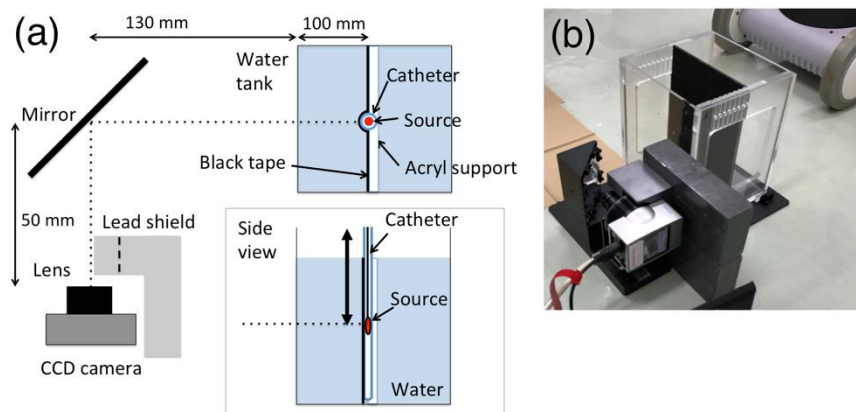 (a)
130 mm
100 mm
Water
tank
Catheter
Source
Mirror
Black tape
Acryl support
50 mm
Lead shield
Lens
CCD camera
Side
view
Catheter
Source
Water
(b)